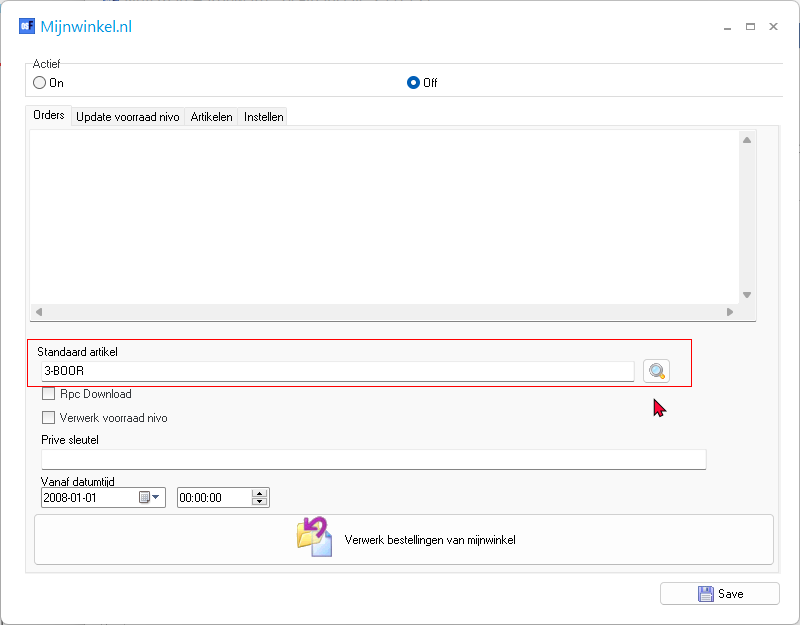 Mijnwinkel.nl
Actief
On Off
Orders Update voorraad nivo Artikelen Instellen
Standaard artikel
3-BOOR
Rpc Download
Verwerk voorraad nivo
Prive sleutel
Vanaf datumtijd
2008-01-01 00:00:00
Verwerk bestellingen van mijnwinkel
Save